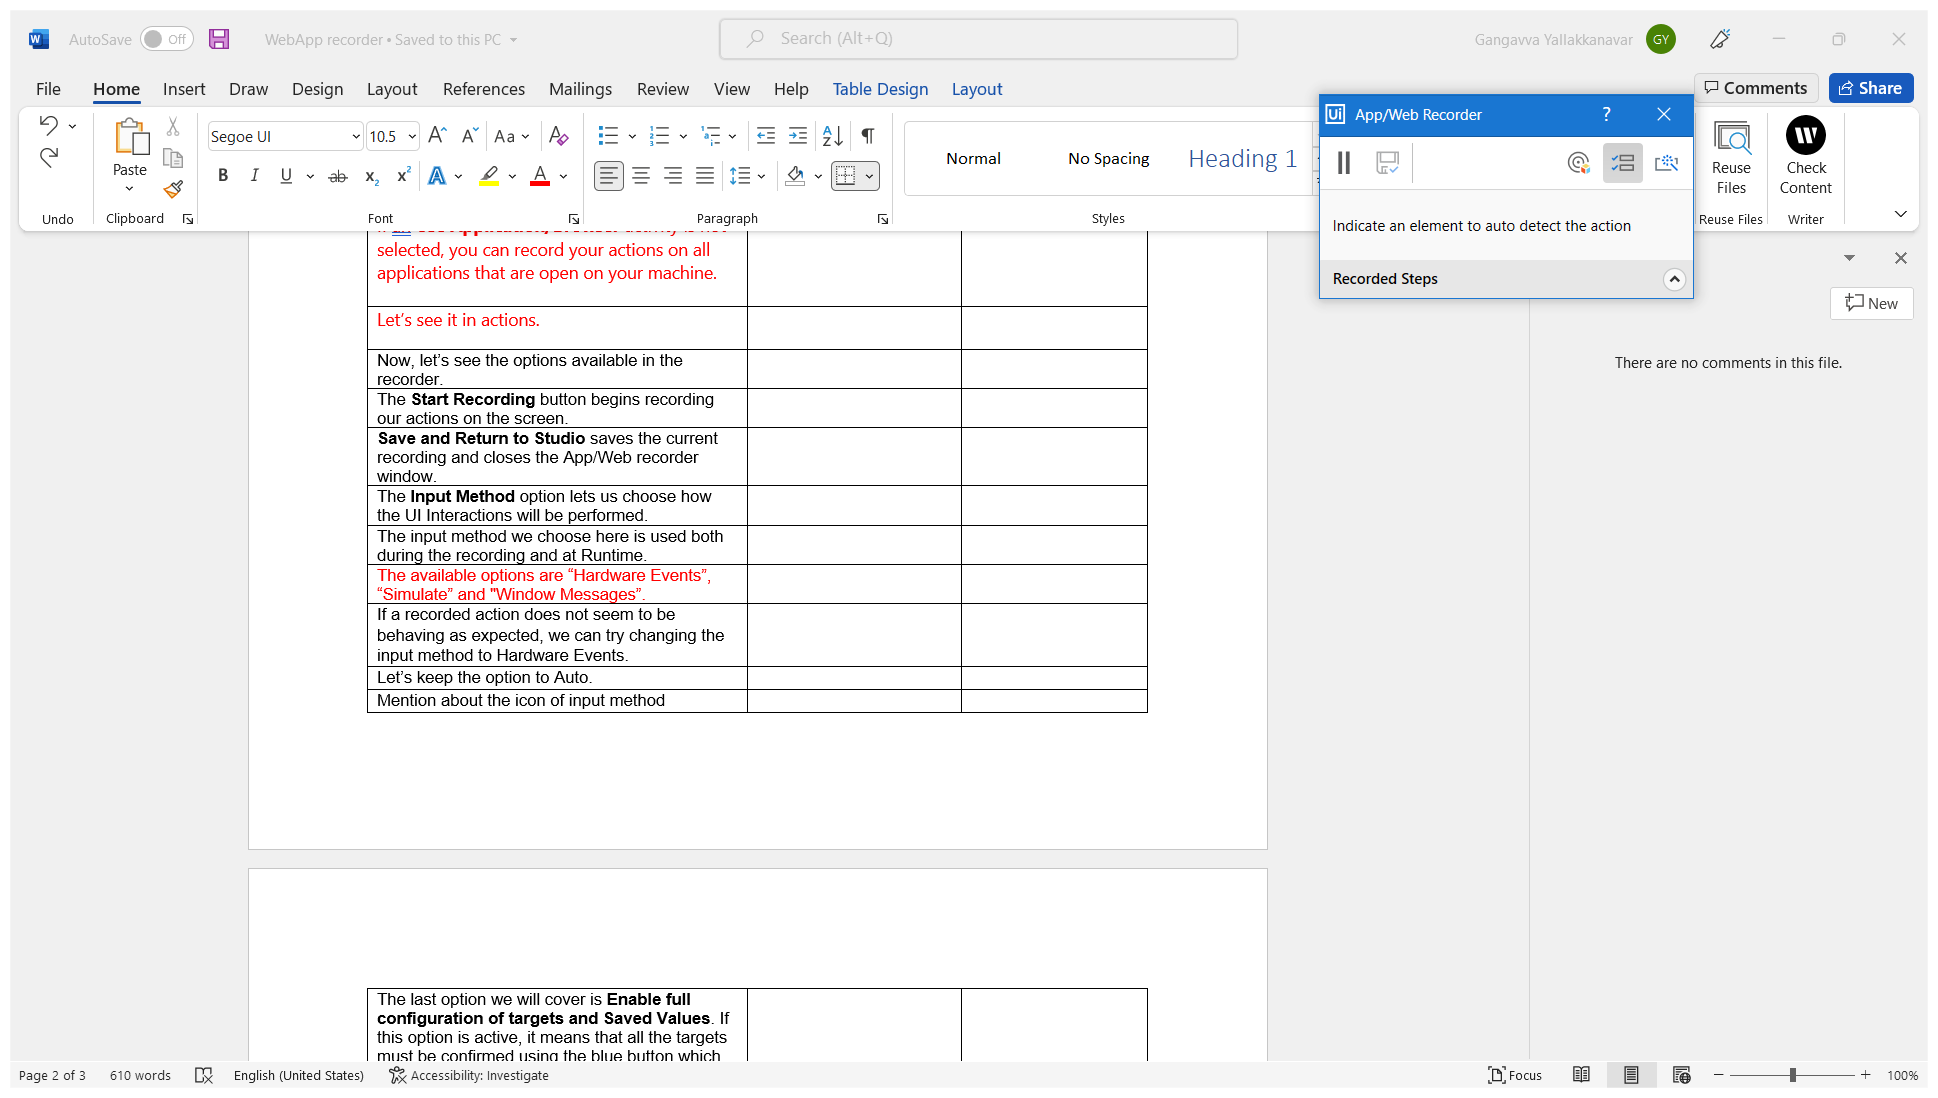 AutoSave Off WebApp recorder • Saved to this PC Search (Alt+Q) Gangavva Yallakkanavar GY
File Home Insert Draw Design Layout References Mailings Review View Help Table Design Layout Comments Share
Segoe UI 10.5 Aa
Paste
Normal No Spacing Heading 1
Reuse Files Check Content
Undo Clipboard Font Paragraph Styles Reuse Files Writer
Ui App/Web Recorder ?
Indicate an element to auto detect the action
Recorded Steps
New
There are no comments in this file.
selected, you can record your actions on all
applications that are open on your machine.
Let’s see it in actions.
Now, let’s see the options available in the
recorder.
The Start Recording button begins recording
our actions on the screen.
Save and Return to Studio saves the current
recording and closes the App/Web recorder
window.
The Input Method option lets us choose how
the UI Interactions will be performed.
The input method we choose here is used both
during the recording and at Runtime.
The available options are “Hardware Events”,
“Simulate” and "Window Messages”.
If a recorded action does not seem to be
behaving as expected, we can try changing the
input method to Hardware Events.
Let’s keep the option to Auto.
Mention about the icon of input method
The last option we will cover is Enable full
configuration of targets and Saved Values. If
this option is active, it means that all the targets
must be confirmed using the blue button which
Page 2 of 3 610 words English (United States) Accessibility: Investigate Focus 100%